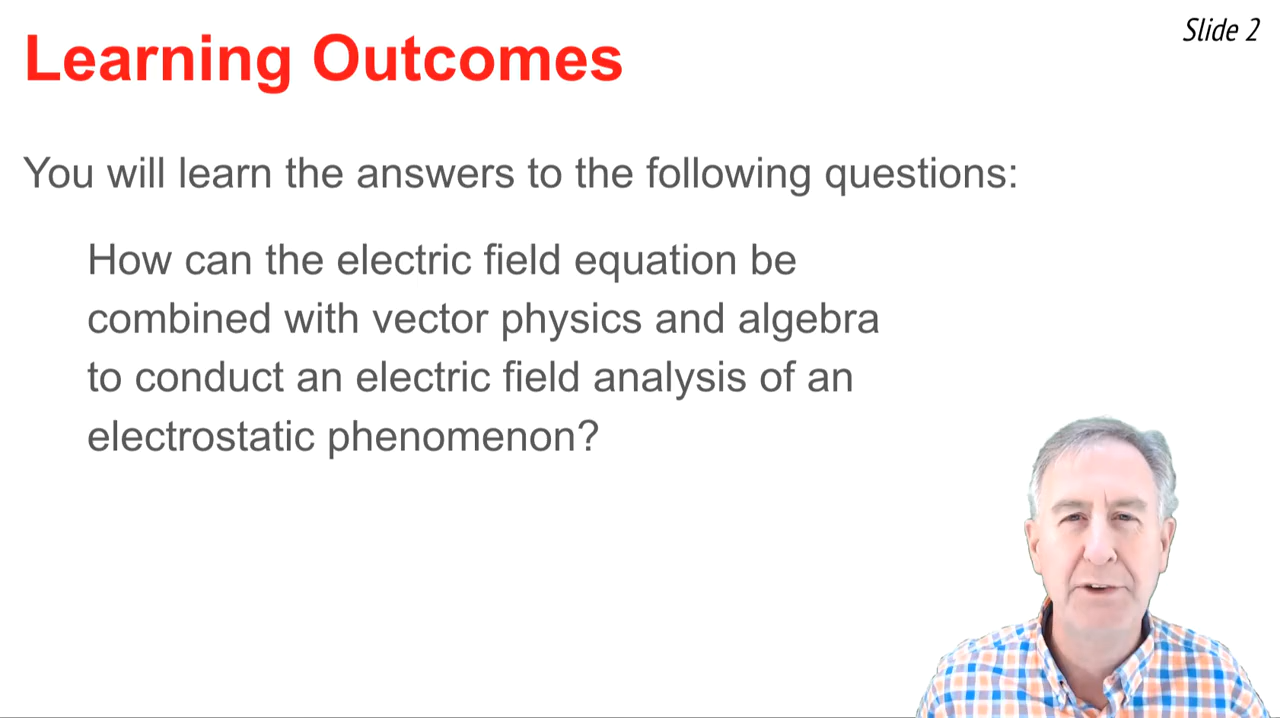 Slide 2
Learning Outcomes
You will learn the answers to the following questions:
How can the electric field equation be
combined with vector physics and algebra
to conduct an electric field analysis of an
electrostatic phenomenon?